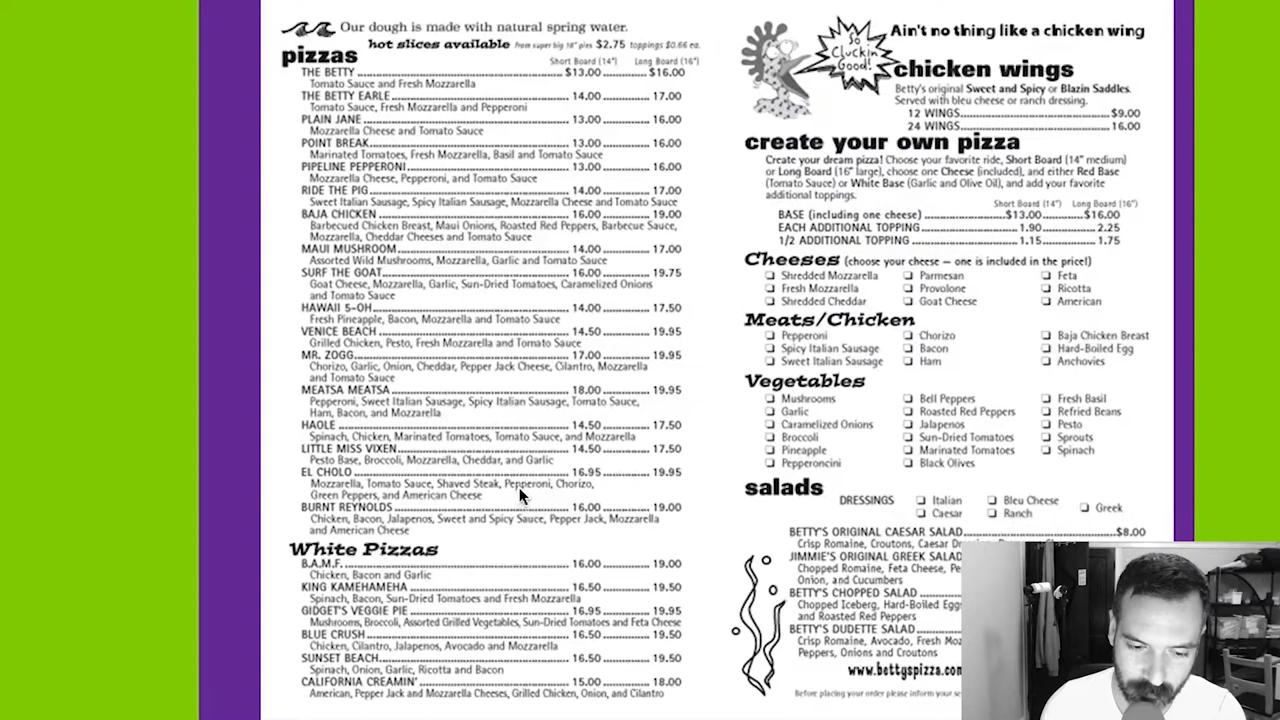 Our dough is made with natural spring water.
hot slices available from super big 18" pies $2.75 toppings $0.66 ea.
pizzas
Short Board (14") Long Board (16")
THE BETTY $13.00 $16.00
Tomato Sauce and Fresh Mozzarella
THE BETTY EARLE 14.00 17.00
Tomato Sauce, Fresh Mozzarella and Pepperoni
PLAIN JANE 13.00 16.00
Mozzarella Cheese and Tomato Sauce
POINT BREAK 13.00 16.00
Marinated Tomatoes, Fresh Mozzarella, Basil and Tomato Sauce
PIPELINE PEPPERONI 13.00 16.00
Mozzarella Cheese, Pepperoni, and Tomato Sauce
RIDE THE PIG 14.00 17.00
Sweet Italian Sausage, Spicy Italian Sausage, Mozzarella Cheese and Tomato Sauce
BAJA CHICKEN 16.00 19.00
Barbecued Chicken Breast, Maui Onions, Roasted Red Peppers, Barbecue Sauce,
Mozzarella, Cheddar Cheeses and Tomato Sauce
MAUI MUSHROOM 14.00 17.00
Assorted Wild Mushrooms, Mozzarella, Garlic and Tomato Sauce
SURF THE GOAT 16.00 19.75
Goat Cheese, Mozzarella, Garlic, Sun-Dried Tomatoes, Caramelized Onions
and Tomato Sauce
HAWAII 5-OH 14.00 17.50
Fresh Pineapple, Bacon, Mozzarella and Tomato Sauce
VENICE BEACH 14.50 19.95
Grilled Chicken, Pesto, Fresh Mozzarella and Tomato Sauce
MR. ZOGG 17.00 19.95
Chorizo, Garlic, Onion, Cheddar, Pepper Jack Cheese, Cilantro, Mozzarella
and Tomato Sauce
MEATSA MEATSA 18.00 19.95
Pepperoni, Sweet Italian Sausage, Spicy Italian Sausage, Tomato Sauce,
Ham, Bacon, and Mozzarella
HAOLE 14.50 17.50
Spinach, Chicken, Marinated Tomatoes, Tomato Sauce, and Mozzarella
LITTLE MISS VIXEN 14.50 17.50
Pesto Base, Broccoli, Mozzarella, Cheddar, and Garlic
EL CHOLO 16.95 19.95
Mozzarella, Tomato Sauce, Shaved Steak, Pepperoni, Chorizo,
Green Peppers, and American Cheese
BURNT REYNOLDS 16.00 19.00
Chicken, Bacon, Jalapenos, Sweet and Spicy Sauce, Pepper Jack, Mozzarella
and American Cheese
White Pizzas
B.A.M.F. 16.00 19.00
Chicken, Bacon and Garlic
KING KAMEHAMEHA 16.50 19.50
Spinach, Bacon, Sun-Dried Tomatoes and Fresh Mozzarella
GIDGET'S VEGGIE PIE 16.95 19.95
Mushrooms, Broccoli, Assorted Grilled Vegetables, Sun-Dried Tomatoes and Feta Cheese
BLUE CRUSH 16.50 19.50
Chicken, Cilantro, Jalapenos, Avocado and Mozzarella
SUNSET BEACH 16.50 19.50
Spinach, Onion, Garlic, Ricotta and Bacon
CALIFORNIA CREAMIN' 15.00 18.00
American, Pepper Jack and Mozzarella Cheeses, Grilled Chicken, Onion, and Cilantro
So
Cluckin
Good!
Ain't no thing like a chicken wing
chicken wings
Betty's original Sweet and Spicy or Blazin Saddles.
Served with bleu cheese or ranch dressing.
12 WINGS $9.00
24 WINGS 16.00
create your own pizza
Create your dream pizza! Choose your favorite ride, Short Board (14" medium)
or Long Board (16" large), choose one Cheese (included), and either Red Base
(Tomato Sauce) or White Base (Garlic and Olive Oil), and add your favorite
additional toppings.
Short Board (14") Long Board (16")
BASE (including one cheese) $13.00 $16.00
EACH ADDITIONAL TOPPING 1.90 2.25
1/2 ADDITIONAL TOPPING 1.15 1.75
Cheeses (choose your cheese – one is included in the price!)
❑ Shredded Mozzarella ❑ Parmesan ❑ Feta
❑ Fresh Mozzarella ❑ Provolone ❑ Ricotta
❑ Shredded Cheddar ❑ Goat Cheese ❑ American
Meats/Chicken
❑ Pepperoni ❑ Chorizo ❑ Baja Chicken Breast
❑ Spicy Italian Sausage ❑ Bacon ❑ Hard-Boiled Egg
❑ Sweet Italian Sausage ❑ Ham ❑ Anchovies
Vegetables
❑ Mushrooms ❑ Bell Peppers ❑ Fresh Basil
❑ Garlic ❑ Roasted Red Peppers ❑ Refried Beans
❑ Caramelized Onions ❑ Jalapenos ❑ Pesto
❑ Broccoli ❑ Sun-Dried Tomatoes ❑ Sprouts
❑ Pineapple ❑ Marinated Tomatoes ❑ Spinach
❑ Pepperoncini ❑ Black Olives
salads
DRESSINGS ❑ Italian ❑ Bleu Cheese ❑ Greek
❑ Caesar ❑ Ranch
BETTY'S ORIGINAL CAESAR SALAD $8.00
Crisp Romaine, Croutons, Caesar
JIMMIE'S ORIGINAL GREEK SALAD
Chopped Romaine, Feta Cheese,
Onion, and Cucumbers
BETTY'S CHOPPED SALAD
Chopped Iceberg, Hard-Boiled
and Roasted Red Peppers
BETTY'S DUDETTE SALAD
Crisp Romaine, Avocado, Fresh
Peppers, Onions and Croutons
www.bettyspizza.com
Before placing your order please inform your